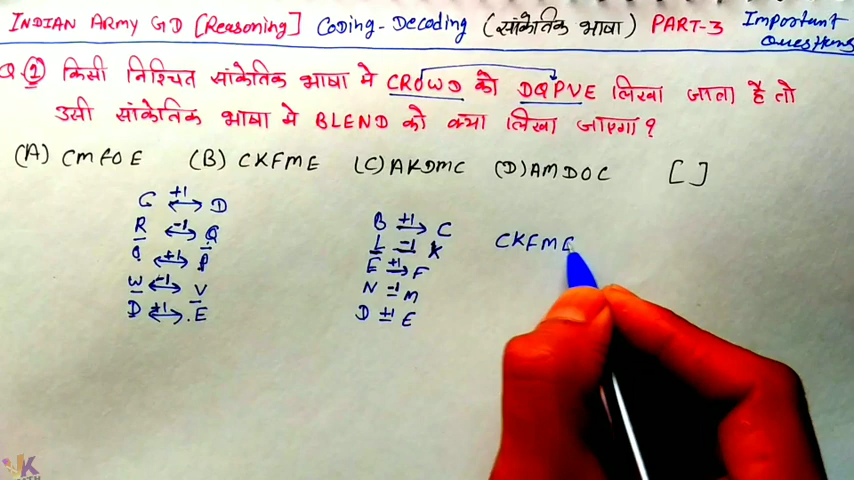 INDIAN ARMY GD [Reasoning] CODING-DECODING (सांकेतिक भाषा) PART-3 Important Questions
Q.1 किसी निश्चित सांकेतिक भाषा मे CROWD को DQPVE लिखा जाता है तो
उसी सांकेतिक भाषा मे BLEND को क्या लिखा जाएगा?
(A) CMFOE (B) CKFME (C) AKDMC (D) AMDOC [ ]
C +1 D
R -1 Q
O +1 P
W -1 V
D +1 E
B +1 C
L -1 K
E +1 F
N -1 M
D +1 E
CKFME